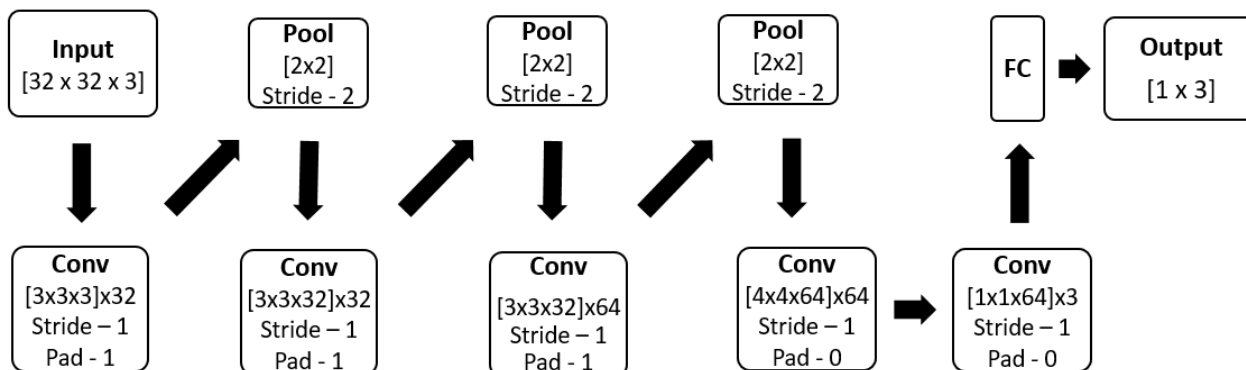 Input
[32 x 32 x 3]
Pool
[2x2]
Stride - 2
Pool
[2x2]
Stride - 2
Pool
[2x2]
Stride - 2
FC
Output
[1 x 3]
Conv
[3x3x3]x32
Stride – 1
Pad - 1
Conv
[3x3x32]x32
Stride – 1
Pad - 1
Conv
[3x3x32]x64
Stride – 1
Pad - 1
Conv
[4x4x64]x64
Stride – 1
Pad - 0
Conv
[1x1x64]x3
Stride – 1
Pad - 0